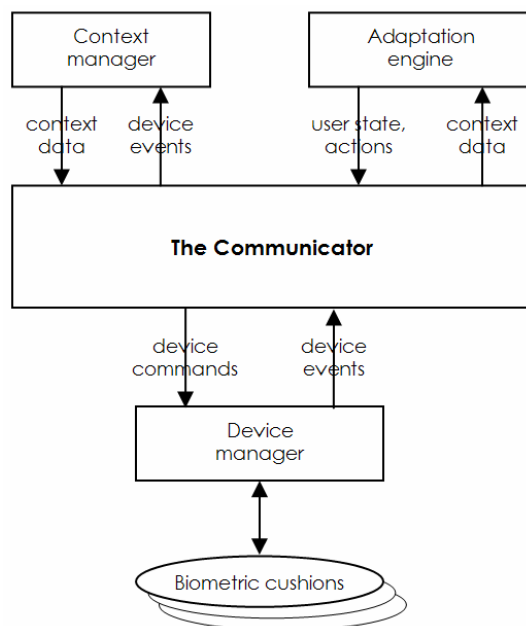 Context
manager
Adaptation
engine
context
data
device
events
user state,
actions
context
data
The Communicator
device
commands
device
events
Device
manager
Biometric cushions